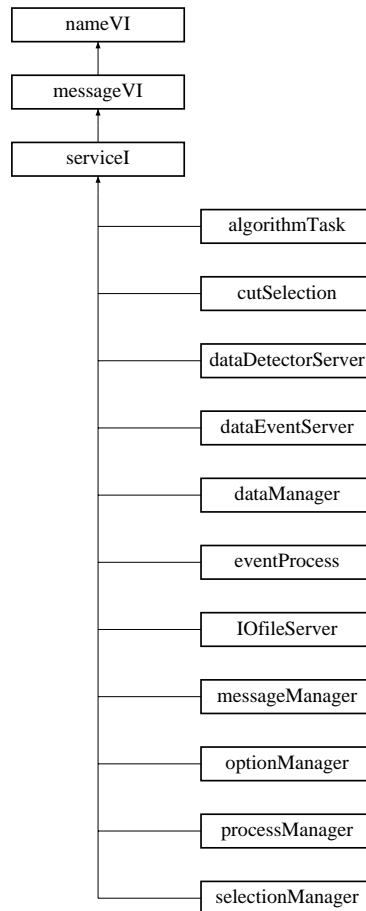 nameVI
messageVI
serviceI
algorithmTask
cutSelection
dataDetectorServer
dataEventServer
dataManager
eventProcess
IOfileServer
messageManager
optionManager
processManager
selectionManager